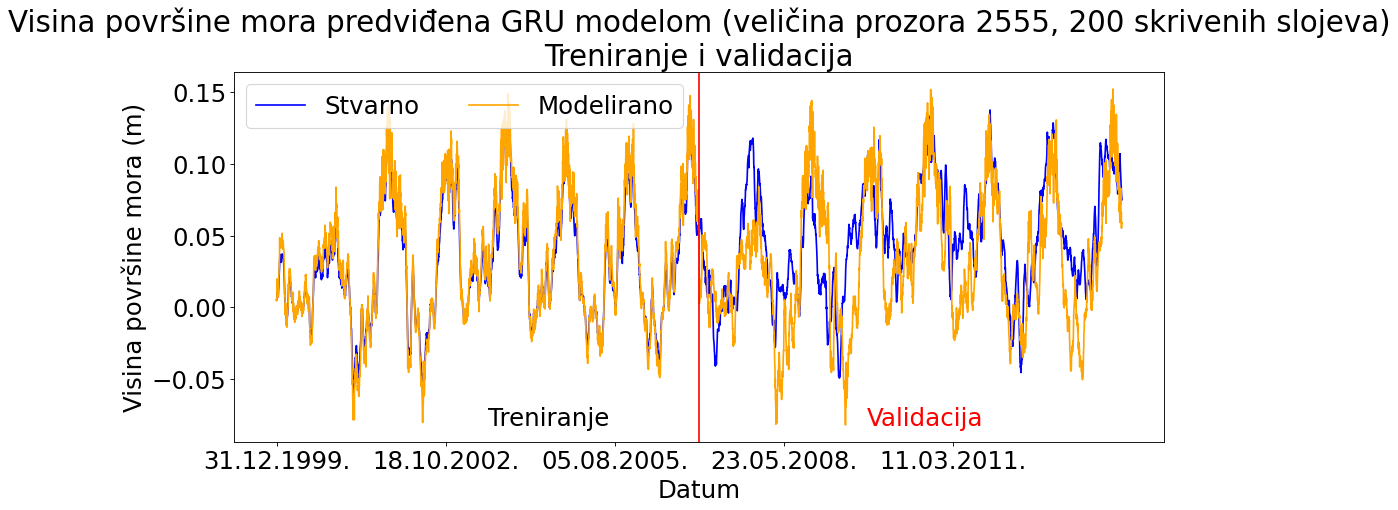 Visina površine mora predviđena GRU modelom (veličina prozora 2555, 200 skrivenih slojeva)
Treniranje i validacija
Stvarno
Modelirano
Visina površine mora (m)
0.15
0.10
0.05
0.00
−0.05
Treniranje
Validacija
31.12.1999.
18.10.2002.
05.08.2005.
23.05.2008.
11.03.2011.
Datum